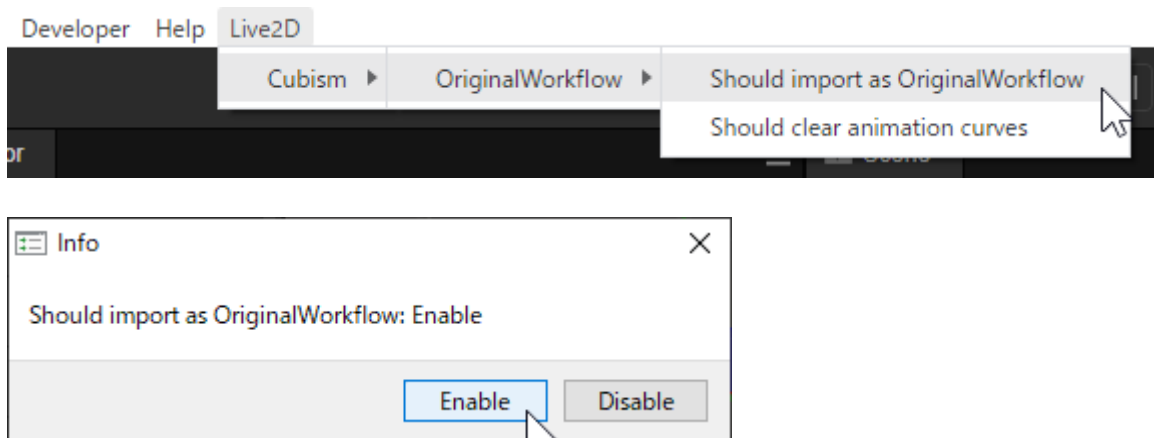 Developer Help Live2D
Cubism OriginalWorkflow Should import as OriginalWorkflow
Should clear animation curves
or
Info
Should import as OriginalWorkflow: Enable
Enable Disable